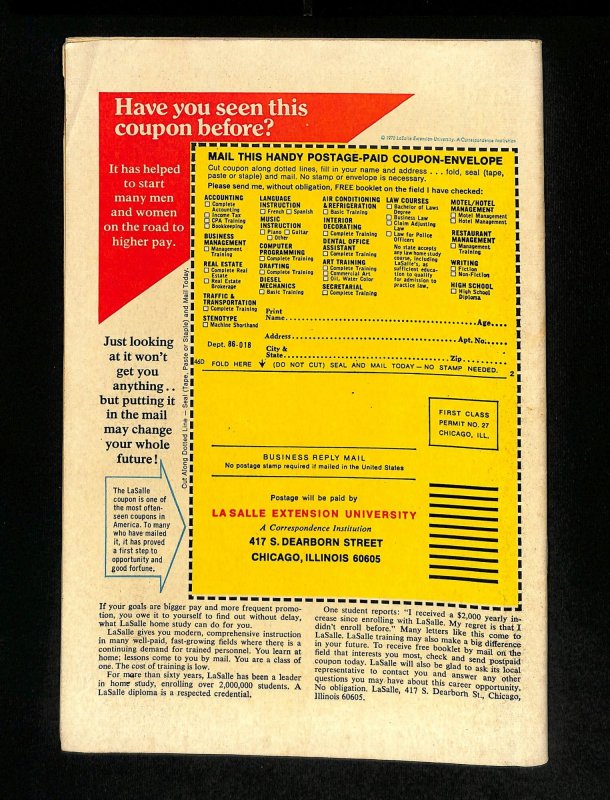 Have you seen this
coupon before?
© 1970 LaSalle Extension University, A Correspondence Institution
It has helped
to start
many men
and women
on the road to
higher pay.
MAIL THIS HANDY POSTAGE-PAID COUPON-ENVELOPE
Cut coupon along dotted lines, fill in your name and address . . . fold, seal (tape,
paste or staple) and mail. No stamp or envelope is necessary.
Please send me, without obligation, FREE booklet on the field I have checked:
ACCOUNTING
☐ Complete
Accounting
☐ Income Tax
☐ CPA Training
☐ Bookkeeping
BUSINESS
MANAGEMENT
☐ Management
Training
REAL ESTATE
☐ Complete Real
Estate
☐ Real Estate
Brokerage
TRAFFIC &
TRANSPORTATION
☐ Complete Training
STENOTYPE
☐ Machine Shorthand
LANGUAGE
INSTRUCTION
☐ French ☐ Spanish
MUSIC
INSTRUCTION
☐ Piano ☐ Guitar
☐ Other
COMPUTER
PROGRAMMING
☐ Complete Training
DRAFTING
☐ Complete Training
DIESEL
MECHANICS
☐ Basic Training
AIR CONDITIONING
& REFRIGERATION
☐ Basic Training
INTERIOR
DECORATING
☐ Complete Training
DENTAL OFFICE
ASSISTANT
☐ Complete Training
ART TRAINING
☐ Complete Training
☐ Commercial Art
☐ Oil, Water Color
SECRETARIAL
☐ Complete Training
LAW COURSES
☐ Bachelor of Laws
Degree
☐ Business Law
☐ Claim Adjusting
Law
☐ Law for Police
Officers
No state accepts
any law home study
course, including
LaSalle's, as
sufficient educa-
tion to qualify
for admission to
practice law.
MOTEL/HOTEL
MANAGEMENT
☐ Motel Management
☐ Hotel Management
RESTAURANT
MANAGEMENT
☐ Management
Training
WRITING
☐ Fiction
☐ Non-Fiction
HIGH SCHOOL
☐ High School
Diploma
Print
Name Age
Address Apt. No.
Dept. 86-018
City &
State Zip
46D FOLD HERE ↓ (DO NOT CUT) SEAL AND MAIL TODAY — NO STAMP NEEDED. 2
Cut Along Dotted Line — Seal (Tape, Paste or Staple) and Mail Today.
Just looking
at it won't
get you
anything . .
but putting it
in the mail
may change
your whole
future!
The LaSalle
coupon is one of
the most often-
seen coupons in
America. To many
who have mailed
it, it has proved
a first step to
opportunity and
good fortune.
FIRST CLASS
PERMIT NO. 27
CHICAGO, ILL.
BUSINESS REPLY MAIL
No postage stamp required if mailed in the United States
Postage will be paid by
LA SALLE EXTENSION UNIVERSITY
A Correspondence Institution
417 S. DEARBORN STREET
CHICAGO, ILLINOIS 60605
If your goals are bigger pay and more frequent promo-
tion, you owe it to yourself to find out without delay,
what LaSalle home study can do for you.
LaSalle gives you modern, comprehensive instruction
in many well-paid, fast-growing fields where there is a
continuing demand for trained personnel. You learn at
home; lessons come to you by mail. You are a class of
one. The cost of training is low.
For more than sixty years, LaSalle has been a leader
in home study, enrolling over 2,000,000 students. A
LaSalle diploma is a respected credential.
One student reports: "I received a $2,000 yearly in-
crease since enrolling with LaSalle. My regret is that I
didn't enroll before." Many letters like this come to
LaSalle. LaSalle training may also make a big difference
in your future. To receive free booklet by mail on the
field that interests you most, check and send postpaid
coupon today. LaSalle will also be glad to ask its local
representative to contact you and answer any other
questions you may have about this career opportunity.
No obligation. LaSalle, 417 S. Dearborn St., Chicago,
Illinois 60605.